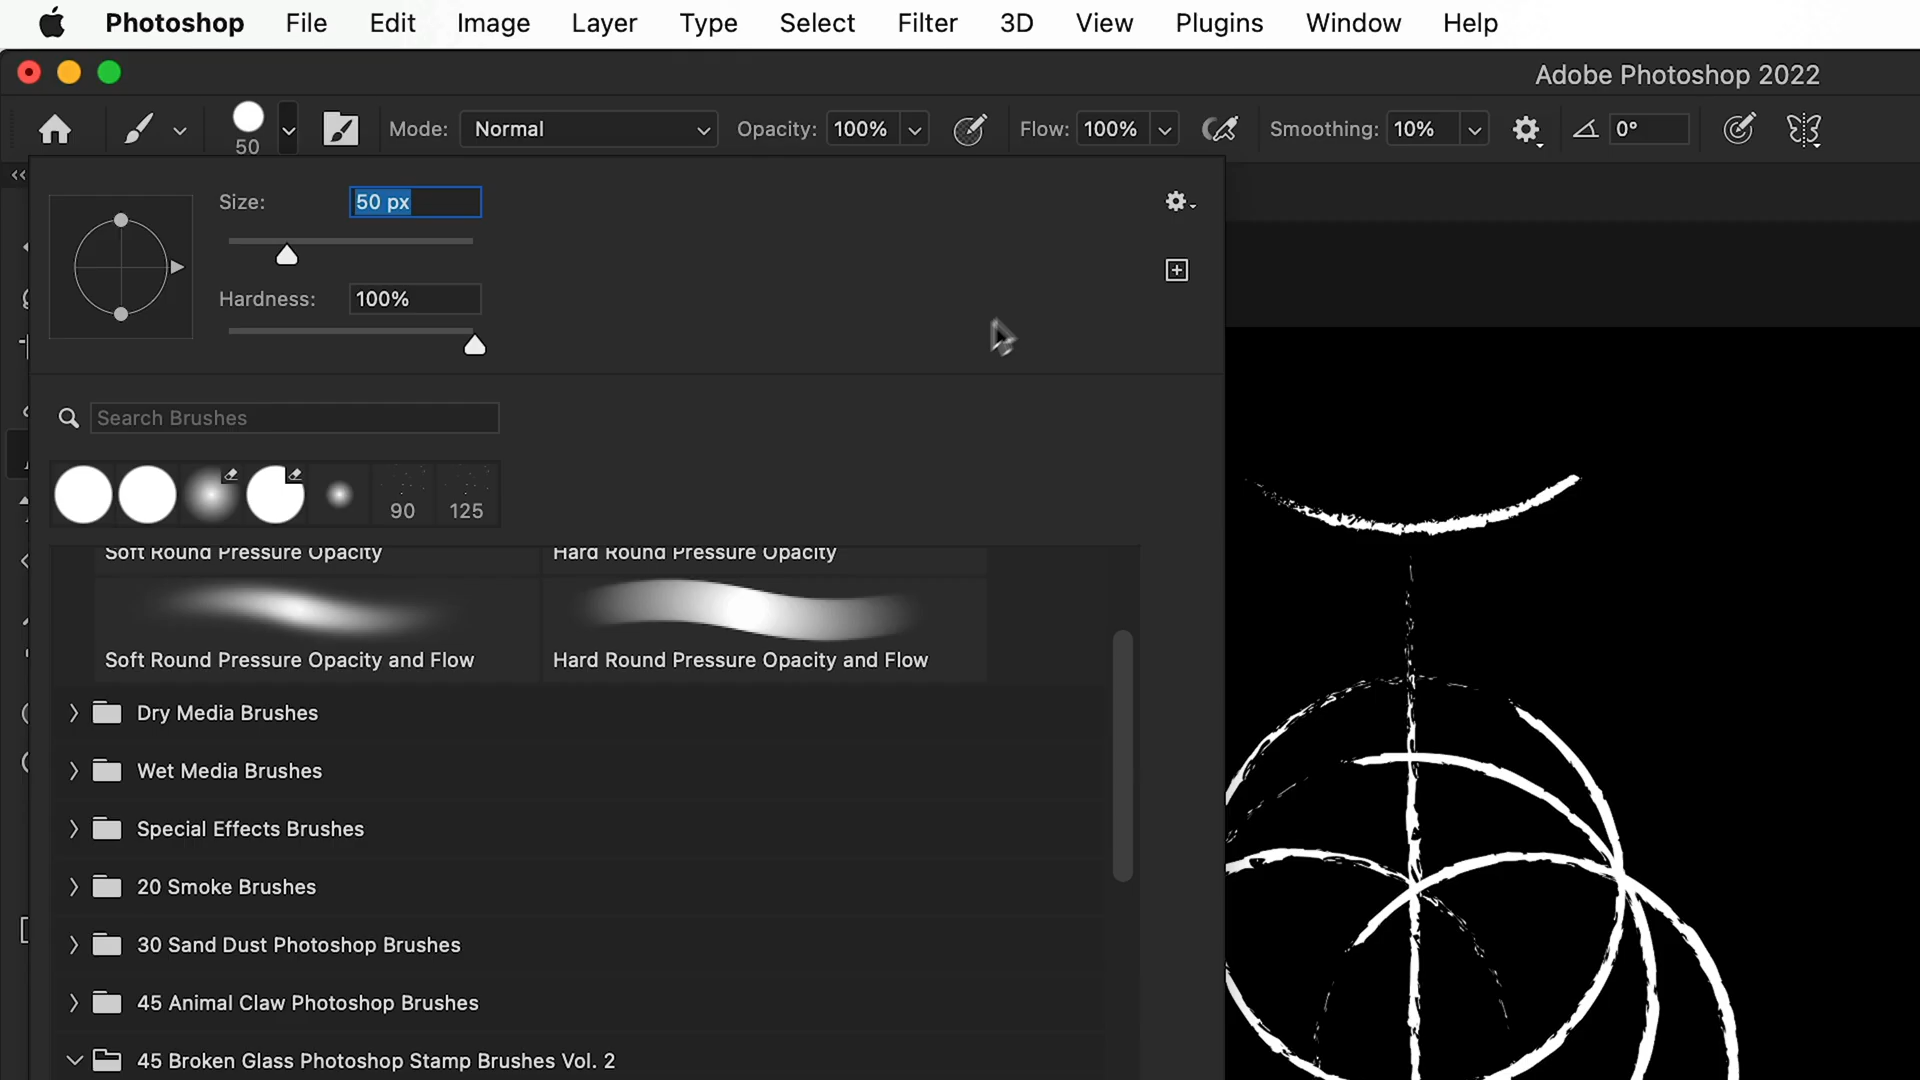 Photoshop File Edit Image Layer Type Select Filter 3D View Plugins Window Help
Adobe Photoshop 2022
50 Mode: Normal Opacity: 100% Flow: 100% Smoothing: 10% 0°
Size: 50 px
Hardness: 100%
Search Brushes
90 125
Soft Round Pressure Opacity Hard Round Pressure Opacity
Soft Round Pressure Opacity and Flow Hard Round Pressure Opacity and Flow
Dry Media Brushes
Wet Media Brushes
Special Effects Brushes
20 Smoke Brushes
30 Sand Dust Photoshop Brushes
45 Animal Claw Photoshop Brushes
45 Broken Glass Photoshop Stamp Brushes Vol. 2